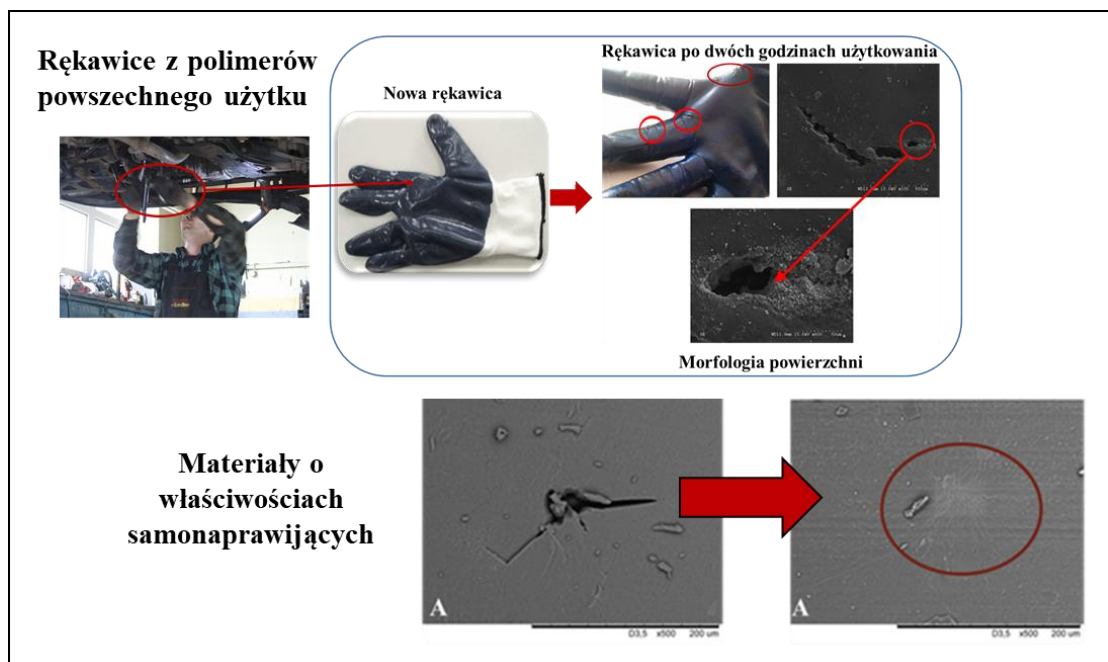 Rękawice z polimerów
powszechnego użytku
Nowa rękawica
Rękawica po dwóch godzinach użytkowania
Morfologia powierzchni
Materiały o
właściwościach
samonaprawijących
A
D3,5 x500 200 um
A
D3,5 x500 200 um